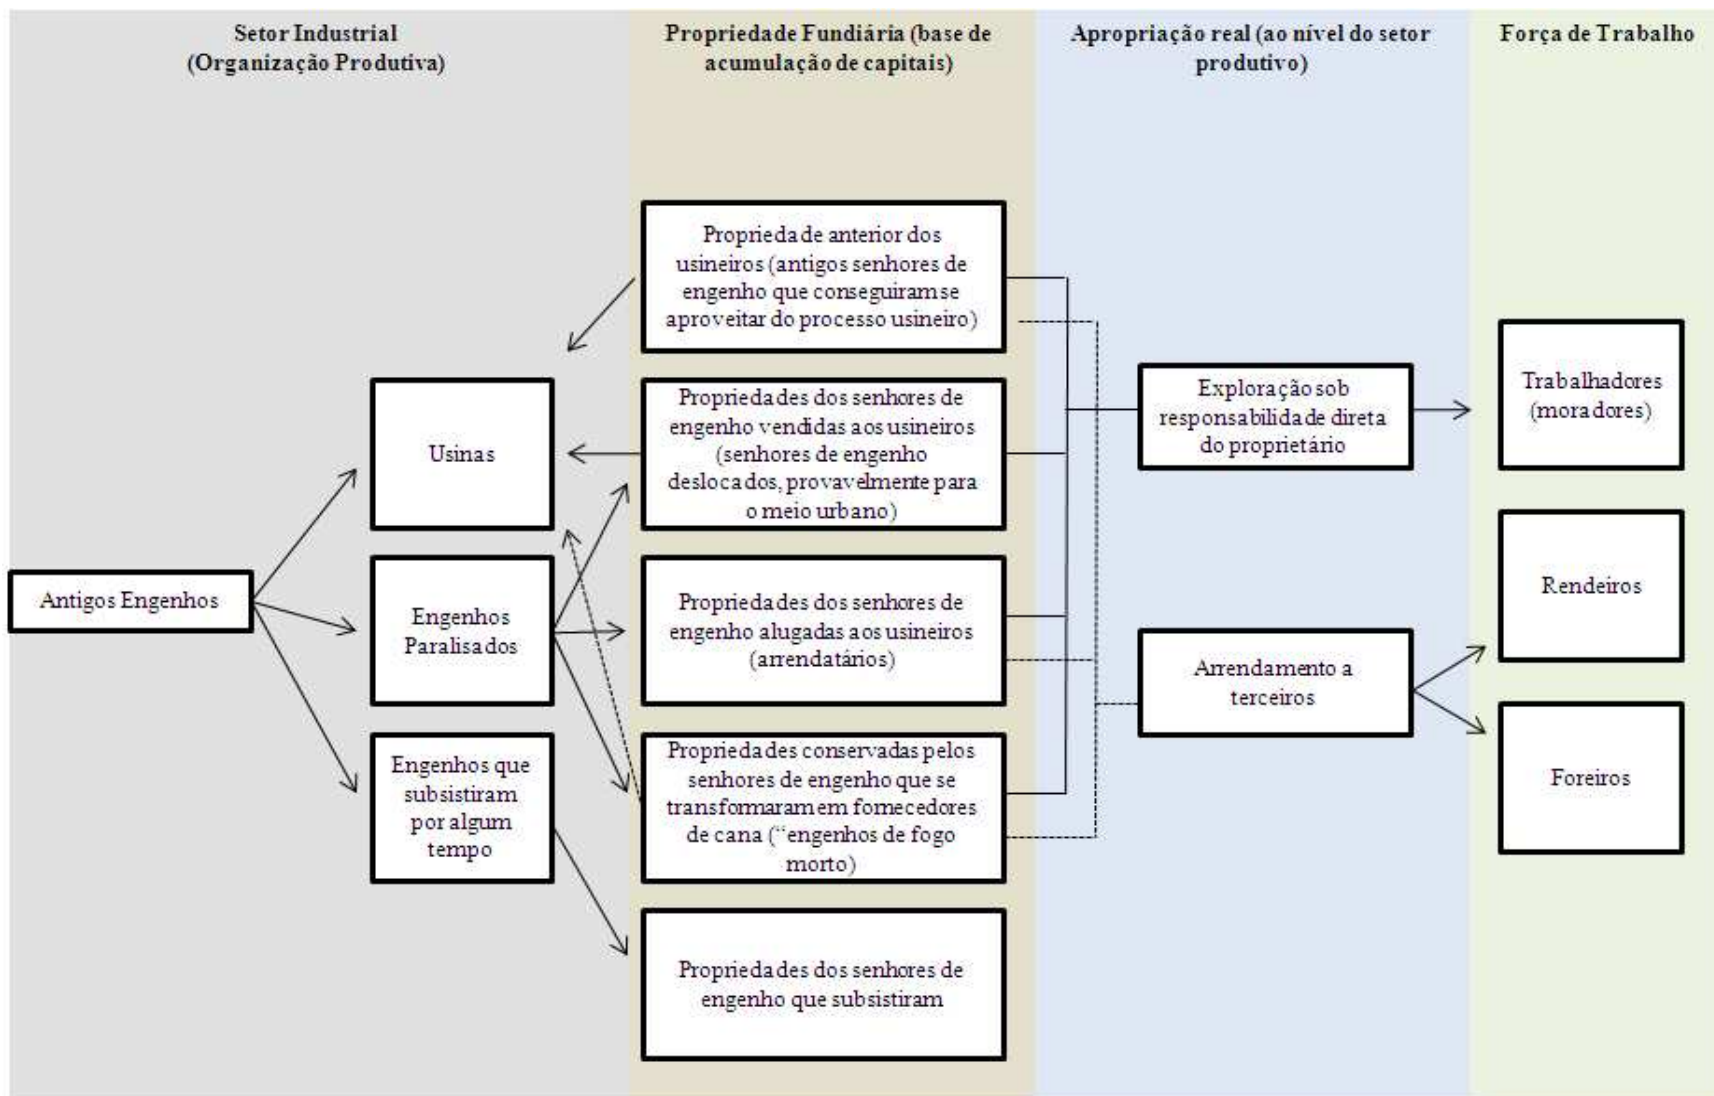 Setor Industrial
(Organização Produtiva)
Propriedade Fundiária (base de
acumulação de capitais)
Apropriação real (ao nível do setor
produtivo)
Força de Trabalho
Antigos Engenhos
Usinas
Engenhos
Paralisados
Engenhos que
subsistiram
por algum
tempo
Propriedade anterior dos
usineiros (antigos senhores de
engenho que conseguiram se
aproveitar do processo usineiro)
Propriedades dos senhores de
engenho vendidas aos usineiros
(senhores de engenho
deslocados, provavelmente para
o meio urbano)
Propriedades dos senhores de
engenho alugadas aos usineiros
(arrendatários)
Propriedades conservadas pelos
senhores de engenho que se
transformaram em fornecedores
de cana (“engenhos de fogo
morto)
Propriedades dos senhores de
engenho que subsistiram
Exploração sob
responsabilidade direta
do proprietário
Arrendamento a
terceiros
Trabalhadores
(moradores)
Rendeiros
Foreiros